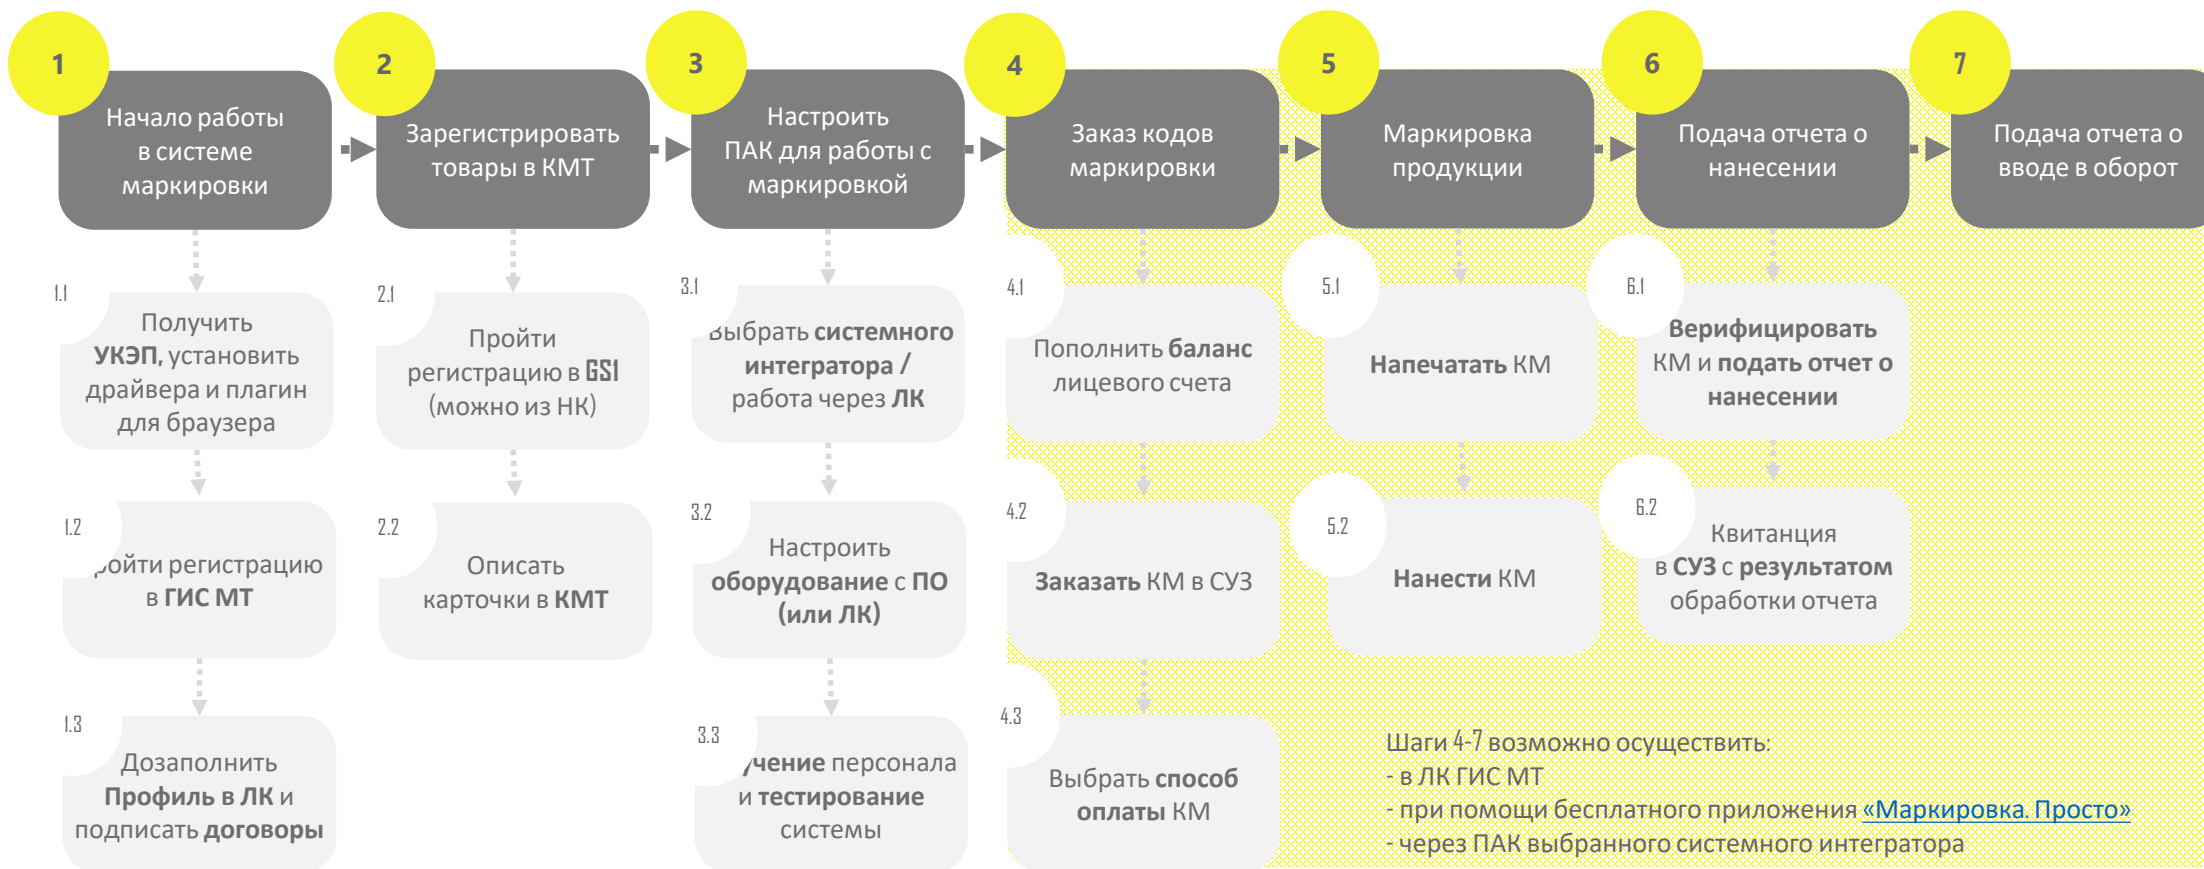 1
Начало работы
в системе
маркировки
2
Зарегистрировать
товары в КМТ
3
Настроить
ПАК для работы с
маркировкой
4
Заказ кодов
маркировки
5
Маркировка
продукции
6
Подача отчета о
нанесении
7
Подача отчета о
вводе в оборот
1.1
Получить
УКЭП, установить
драйвера и плагин
для браузера
1.2
ройти регистрацию
в ГИС МТ
1.3
Дозаполнить
Профиль в ЛК и
подписать договоры
2.1
Пройти
регистрацию в GS1
(можно из НК)
2.2
Описать
карточки в КМТ
3.1
Выбрать системного
интегратора /
работа через ЛК
3.2
Настроить
оборудование с ПО
(или ЛК)
3.3
учение персонала
и тестирование
системы
4.1
Пополнить баланс
лицевого счета
4.2
Заказать КМ в СУЗ
4.3
Выбрать способ
оплаты КМ
5.1
Напечатать КМ
5.2
Нанести КМ
6.1
Верифицировать
КМ и подать отчет о
нанесении
6.2
Квитанция
в СУЗ с результатом
обработки отчета
Шаги 4-7 возможно осуществить:
- в ЛК ГИС МТ
- при помощи бесплатного приложения «Маркировка. Просто»
- через ПАК выбранного системного интегратора